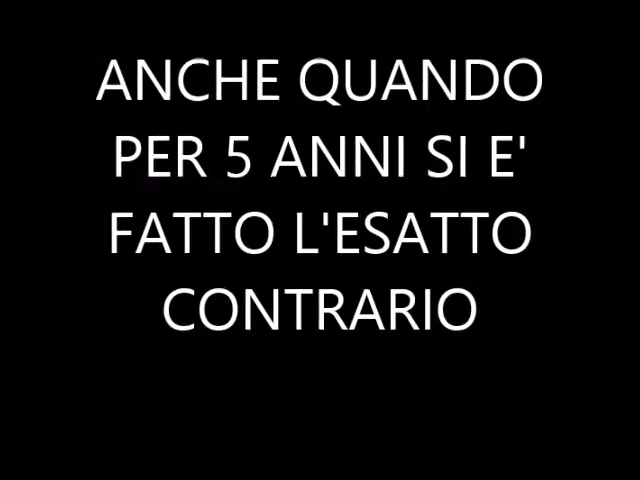 ANCHE QUANDO
PER 5 ANNI SI E'
FATTO L'ESATTO
CONTRARIO